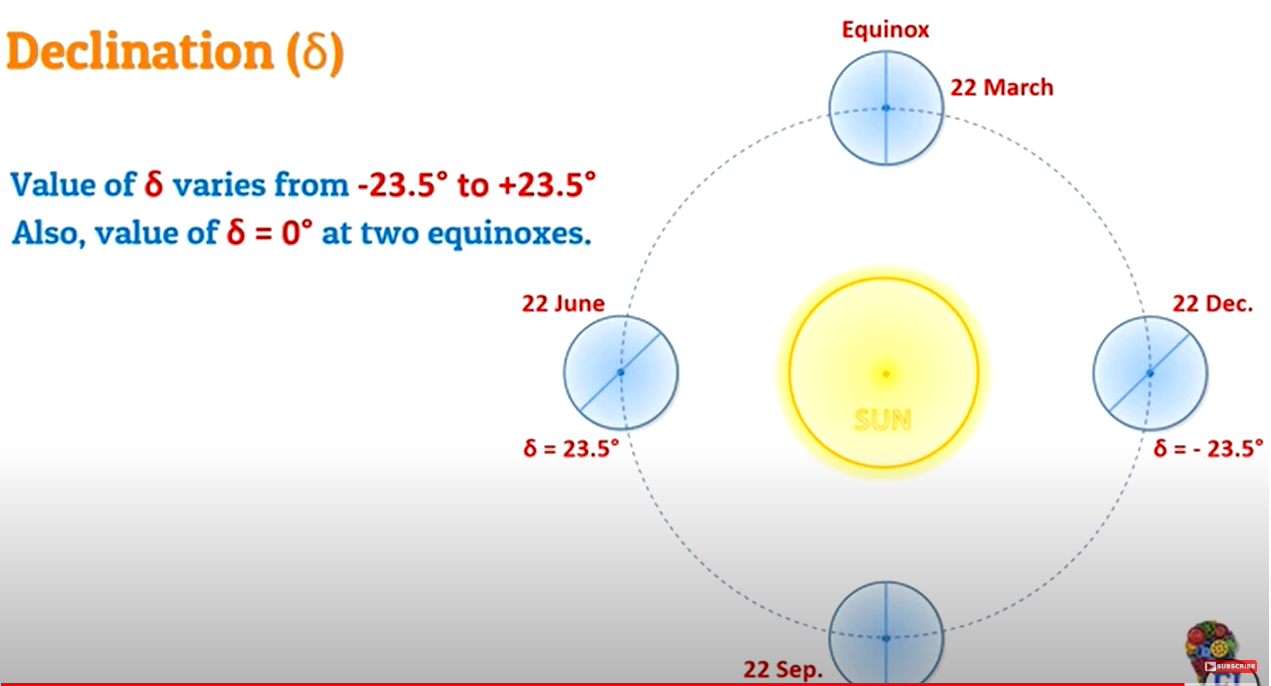 Declination (δ)
Equinox
22 March
Value of δ varies from -23.5° to +23.5°
Also, value of δ = 0° at two equinoxes.
22 June
22 Dec.
SUN
δ = 23.5°
δ = - 23.5°
22 Sep.
SUBSCRIBE